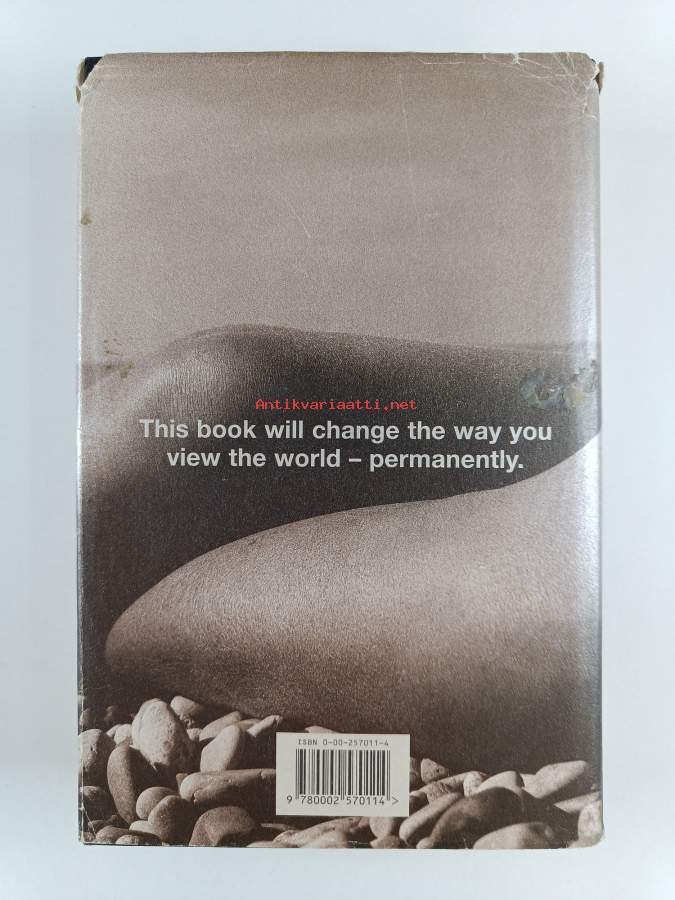 Antikvariaatti.net
This book will change the way you
view the world – permanently.
ISBN 0-00-257011-4
9 780002 570114 >